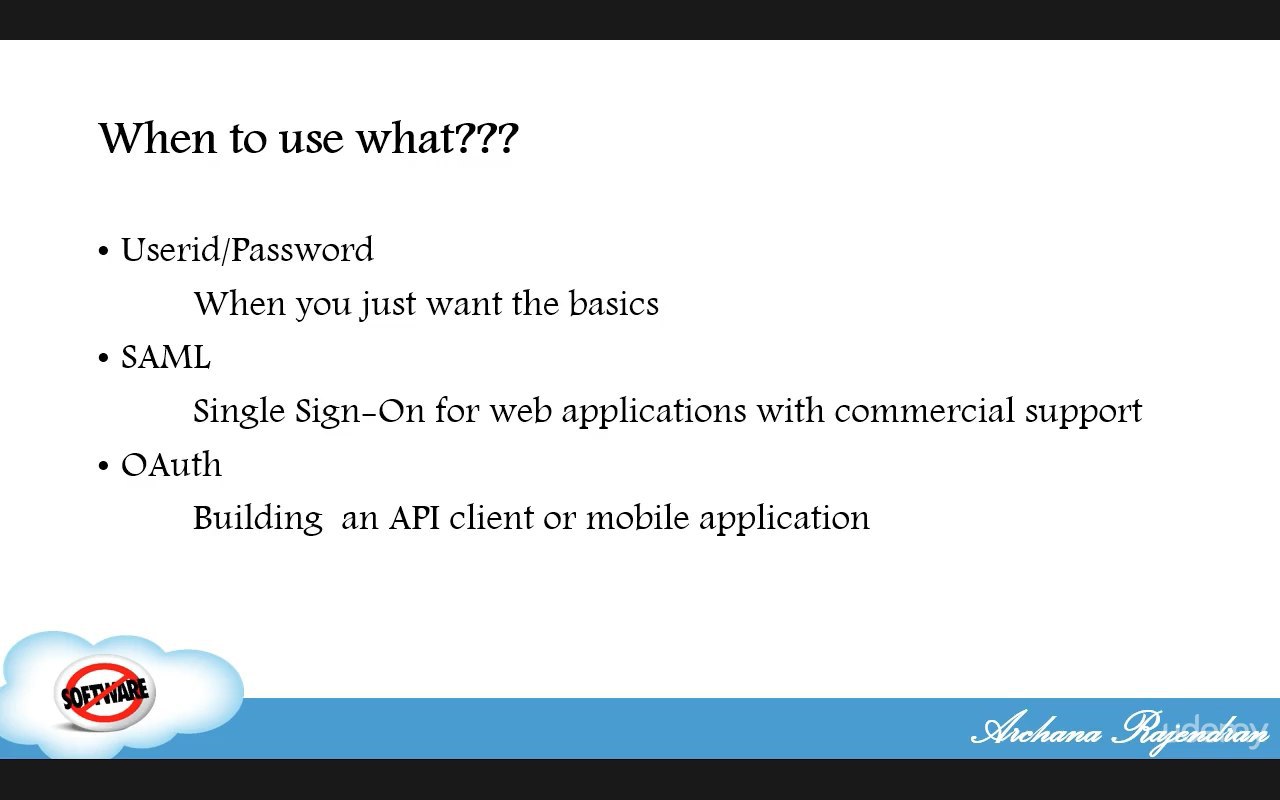 When to use what???
• Userid/Password
When you just want the basics
• SAML
Single Sign-On for web applications with commercial support
• OAuth
Building an API client or mobile application
SOFTWARE
Archana Rajendran
udemy